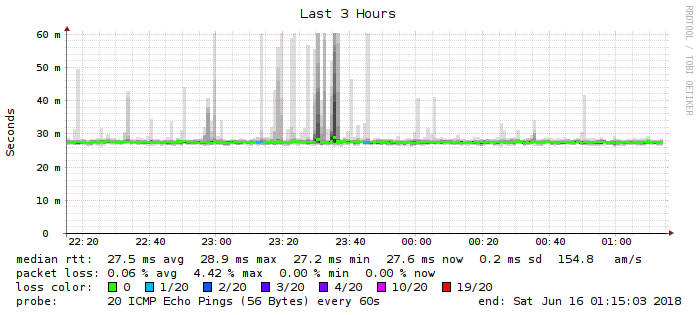 Last 3 Hours
RRDTOOL / TOBI OETIKER
Seconds
60 m
50 m
40 m
30 m
20 m
10 m
0
22:20 22:40 23:00 23:20 23:40 00:00 00:20 00:40 01:00
median rtt: 27.5 ms avg 28.9 ms max 27.2 ms min 27.6 ms now 0.2 ms sd 154.8 am/s
packet loss: 0.06 % avg 4.42 % max 0.00 % min 0.00 % now
loss color: 0 1/20 2/20 3/20 4/20 10/20 19/20
probe: 20 ICMP Echo Pings (56 Bytes) every 60s end: Sat Jun 16 01:15:03 2018